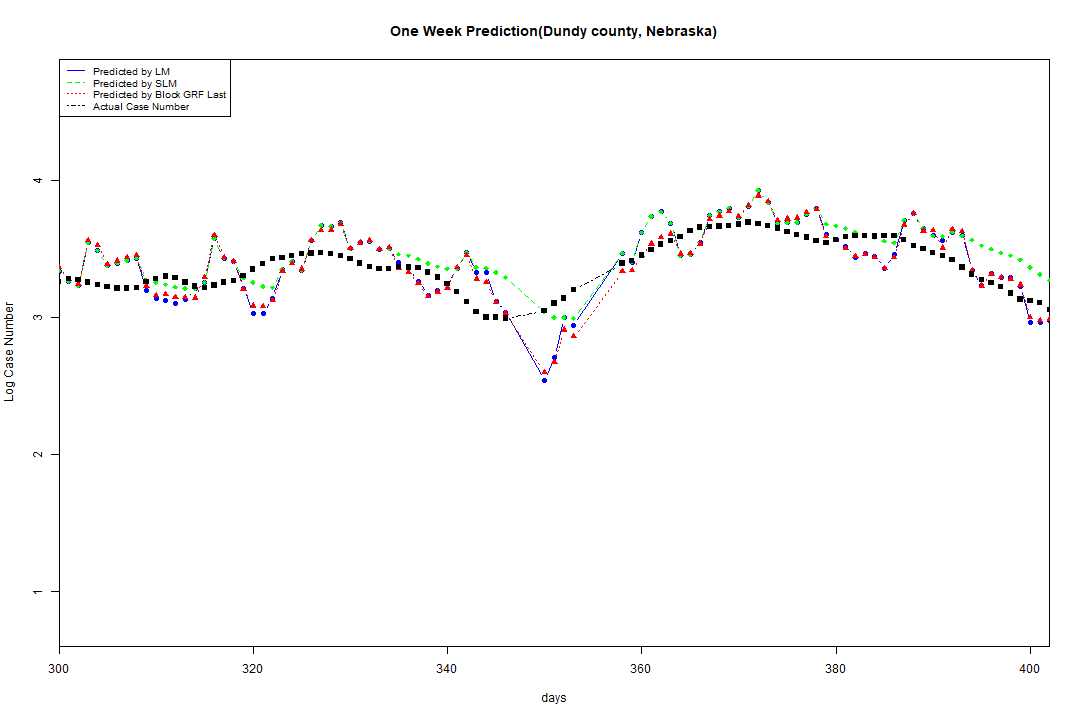 One Week Prediction(Dundy county, Nebraska)
Predicted by LM
Predicted by SLM
Predicted by Block GRF Last
Actual Case Number
4
3
2
1
Log Case Number
300 320 340 360 380 400
days